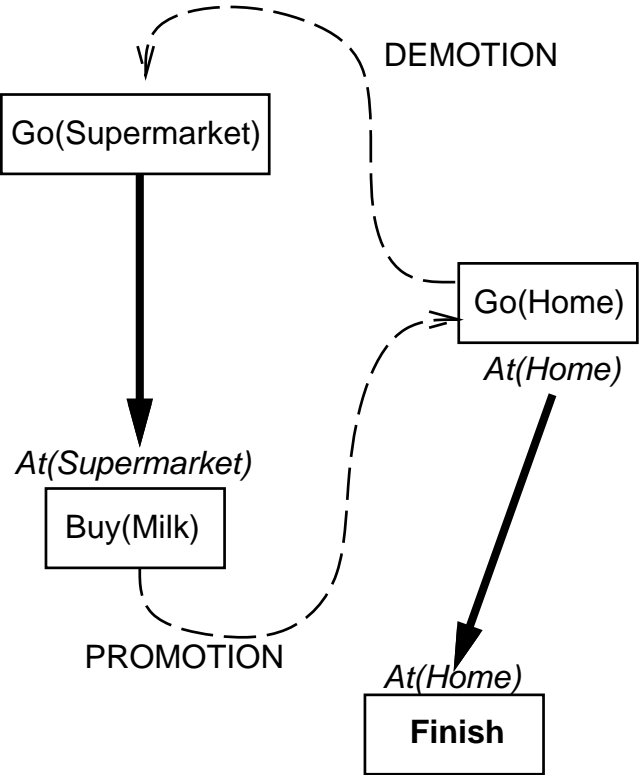 DEMOTION
Go(Supermarket)
Go(Home)
At(Home)
At(Supermarket)
Buy(Milk)
PROMOTION
At(Home)
Finish